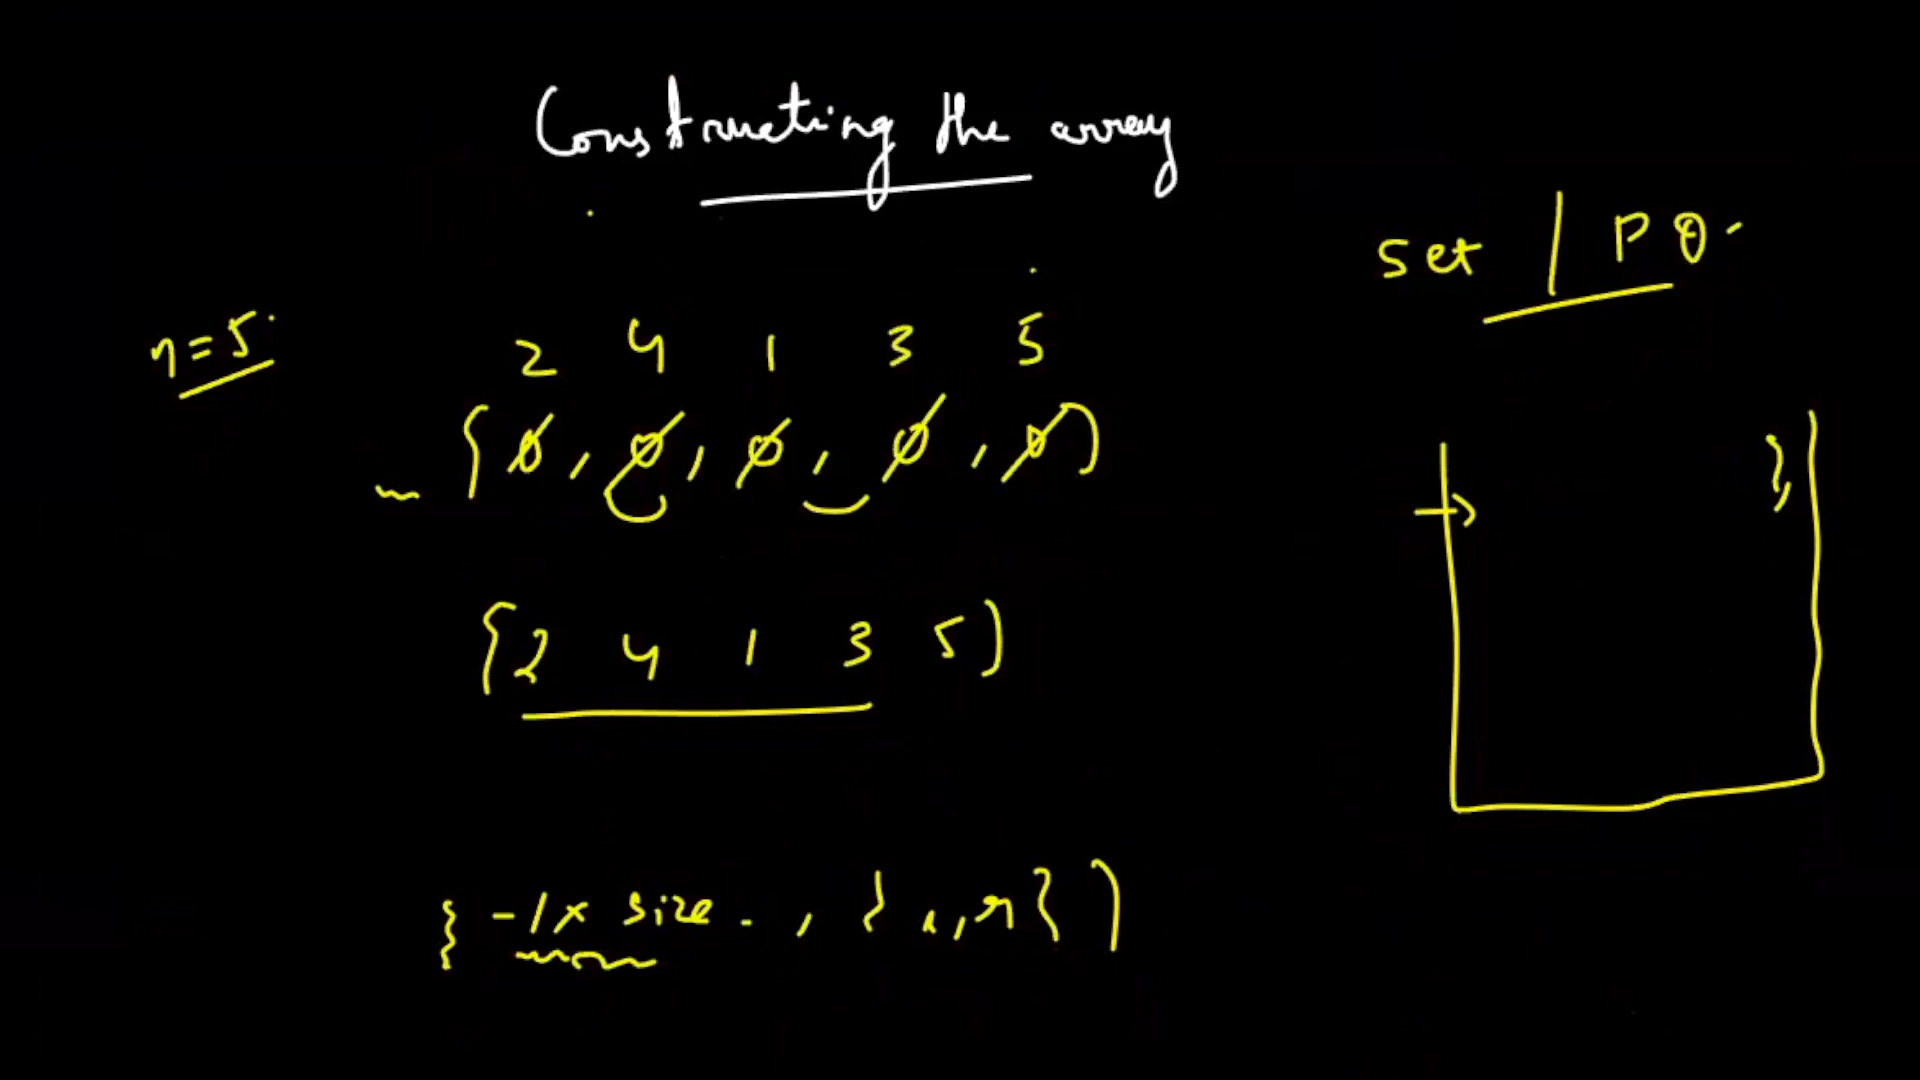 Constructing the array
set | PQ.
n=5.
2 4 1 3 5
{0, 0, 0, 0, 0}
{2 4 1 3 5}
{ -1x size. , { l,r} }